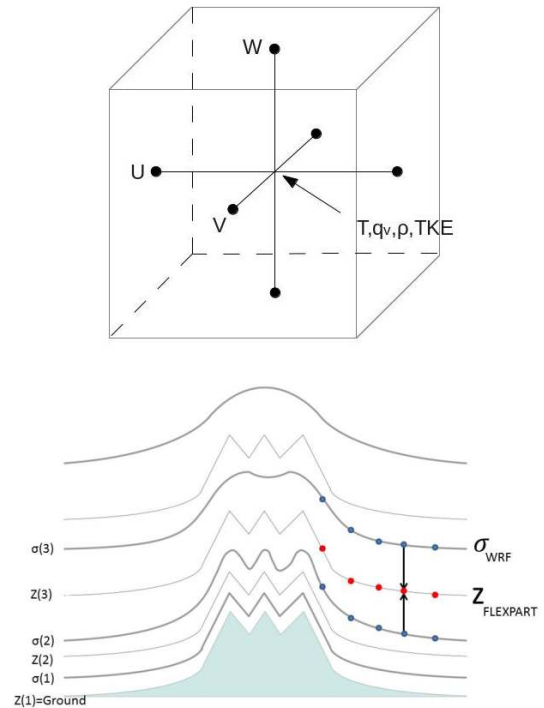 W
U
V
T,qv,ρ,TKE
σ(3)
σWRF
Z(3)
ZFLEXPART
σ(2)
Z(2)
σ(1)
Z(1)=Ground